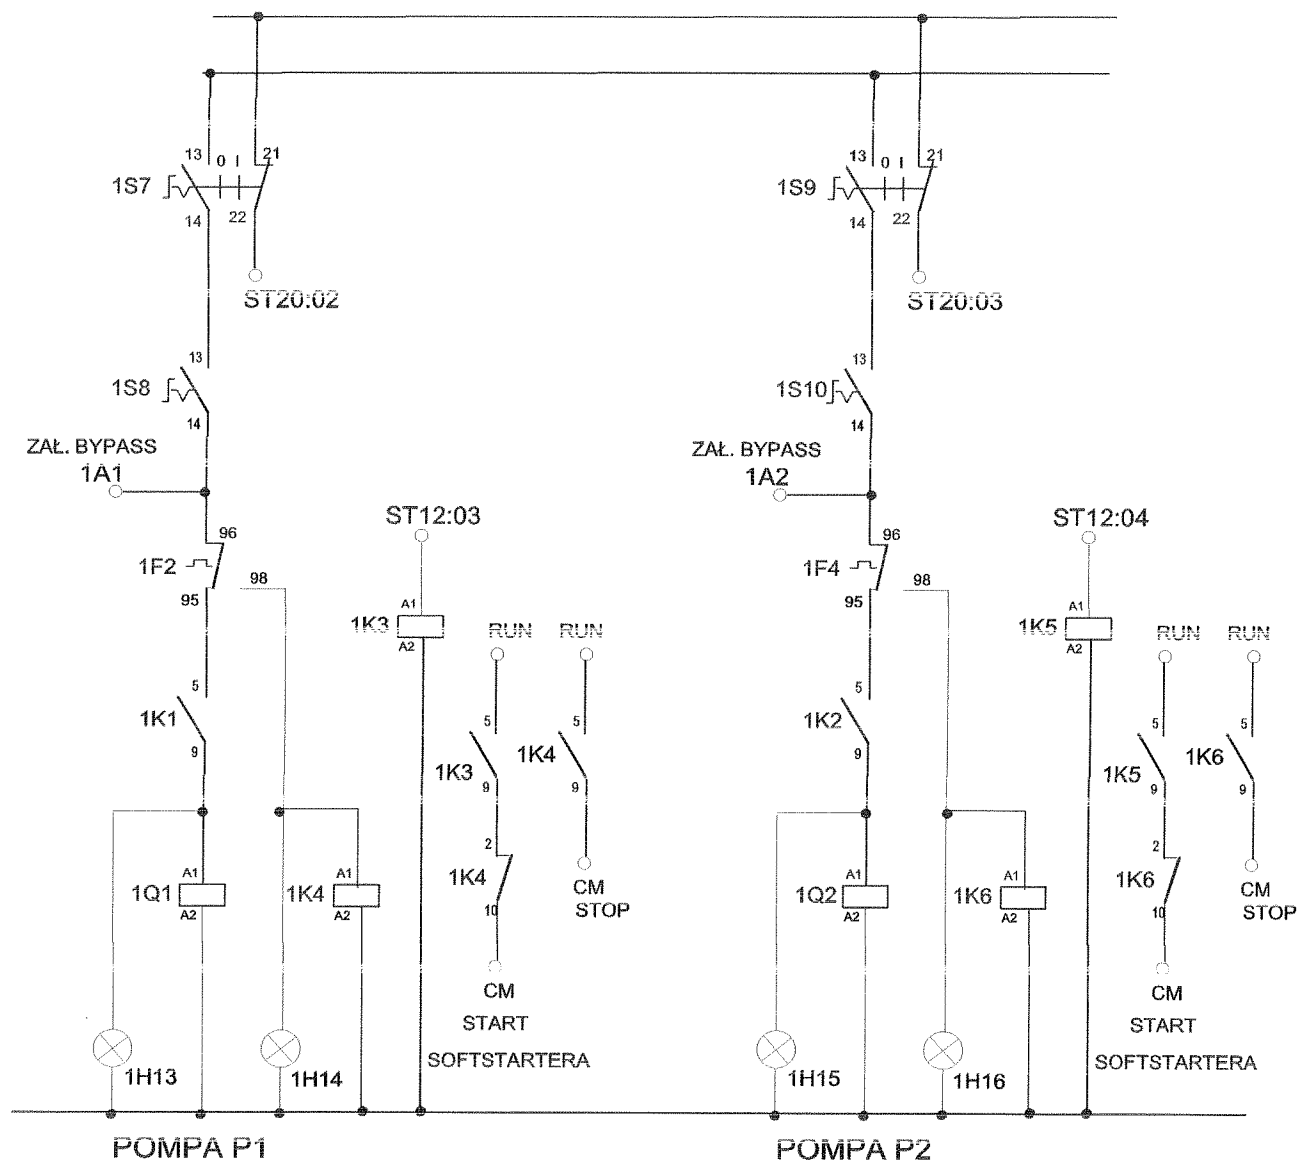 13 0 I 21
1S7
14 22
ST20:02
13
1S8
14
ZAŁ. BYPASS
1A1
96
1F2
98
95
ST12:03
A1
1K3
A2
RUN RUN
5
1K1
9
5
1K3
9
5
1K4
9
2
1K4
10
CM
STOP
A1
1Q1
A2
A1
1K4
A2
CM
START
SOFTSTARTERA
1H13
1H14
POMPA P1
13 0 I 21
1S9
14 22
ST20:03
13
1S10
14
ZAŁ. BYPASS
1A2
96
1F4
98
95
ST12:04
A1
1K5
A2
RUN RUN
5
1K2
9
5
1K5
9
5
1K6
9
2
1K6
10
CM
STOP
A1
1Q2
A2
A1
1K6
A2
CM
START
SOFTSTARTERA
1H15
1H16
POMPA P2